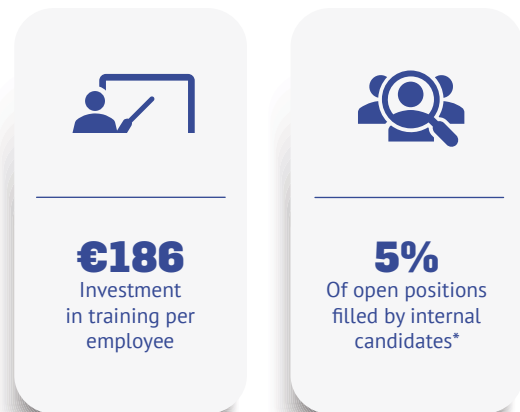 €186
Investment
in training per
employee
5%
Of open positions
filled by internal
candidates*